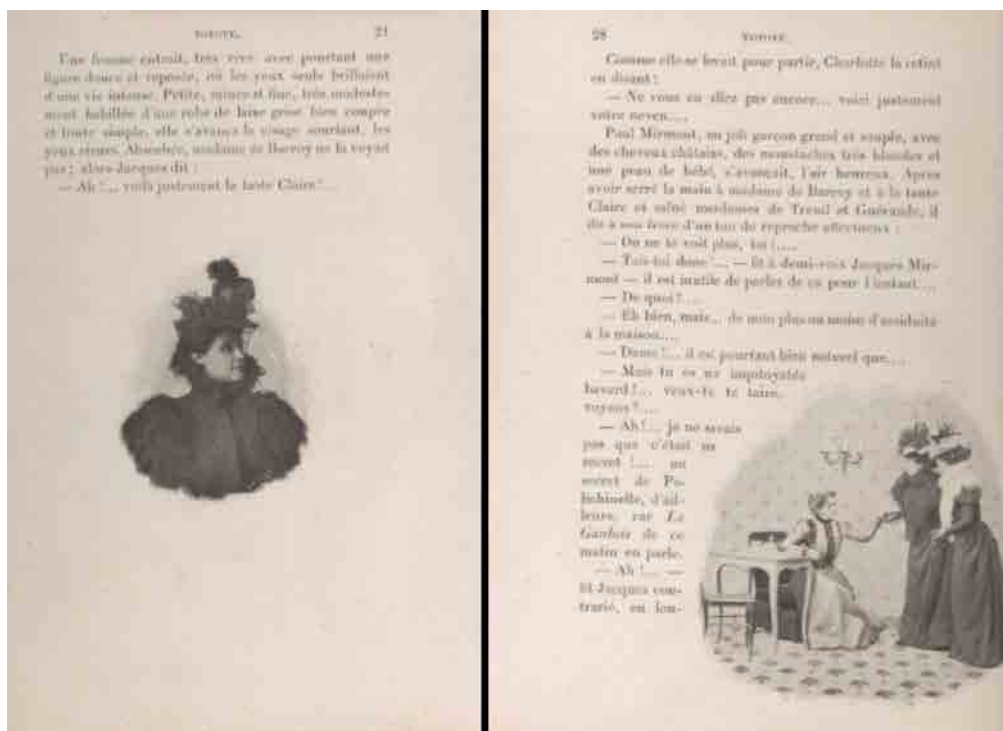 TOTOTE. 21
Une femme entrait, très vive avec pourtant une
figure douce et reposée, où les yeux seuls brillaient
d'une vie intense. Petite, mince et fine, très modeste-
ment habillée d'une robe de laine grise bien coupée
et toute simple, elle s'avança le visage souriant, les
yeux rieurs. Absorbée, madame de Barroy ne la voyait
pas; alors Jacques dit :
— Ah !... voilà justement la tante Claire !...
28 TOTOTE.
Comme elle se levait pour partir, Charlotte la retint
en disant :
— Ne vous en allez pas encore... voici justement
votre neveu....
Paul Mirmont, un joli garçon grand et souple, avec
des cheveux châtains, des moustaches très blondes et
une peau de bébé, s'avançait, l'air heureux. Après
avoir serré la main à madame de Barroy et à la tante
Claire et salué mesdames de Treuil et Guérande, il
dit à son frère d'un ton de reproche affectueux :
— On ne te voit plus, toi !....
— Tais-toi donc !... — fit à demi-voix Jacques Mir-
mont — il est inutile de parler de ça pour l'instant....
— De quoi ?....
— Eh bien, mais... de mon plus ou moins d'assiduité
à la maison....
— Dame !... il est pourtant bien naturel que....
— Mais tu es un impitoyable
bavard !... veux-tu te taire,
voyons ?....
— Ah !... je ne savais
pas que c'était un
secret !... un
secret de Po-
lichinelle, d'ail-
leurs, car Le
Gaulois de ce
matin en parle.
— Ah !... —
fit Jacques con-
trarié, en lou-